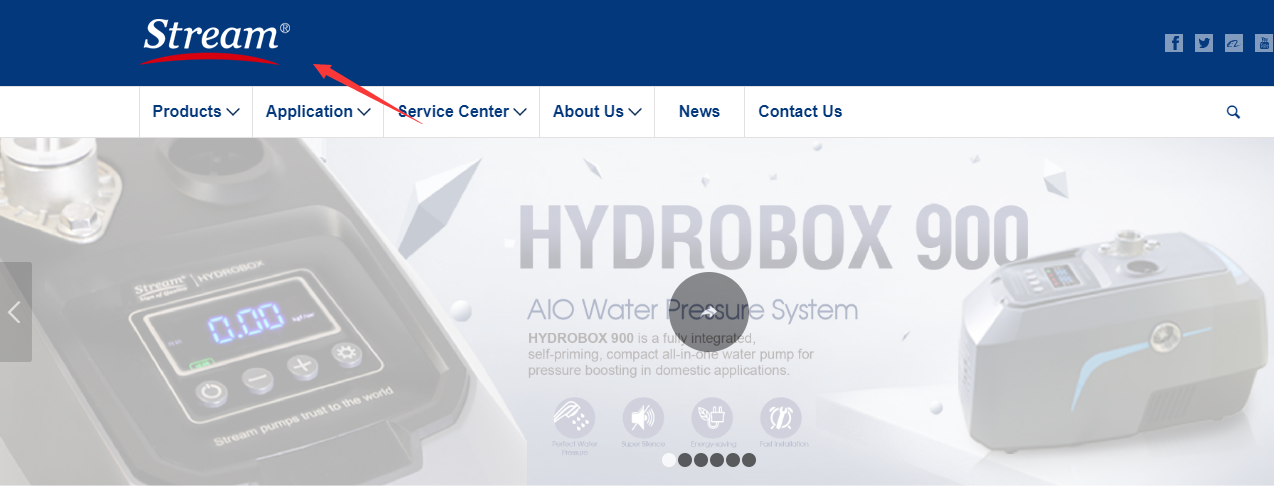 Stream®
Products
Application
Service Center
About Us
News
Contact Us
HYDROBOX 900
Stream® | HYDROBOX
0.00
AIO Water Pressure System
HYDROBOX 900 is a fully integrated,
self-priming, compact all-in-one water pump for
pressure boosting in domestic applications.
Stream pumps trust to the world
Perfect Water
Pressure
Super Silence
Energy-saving
Fast Installation